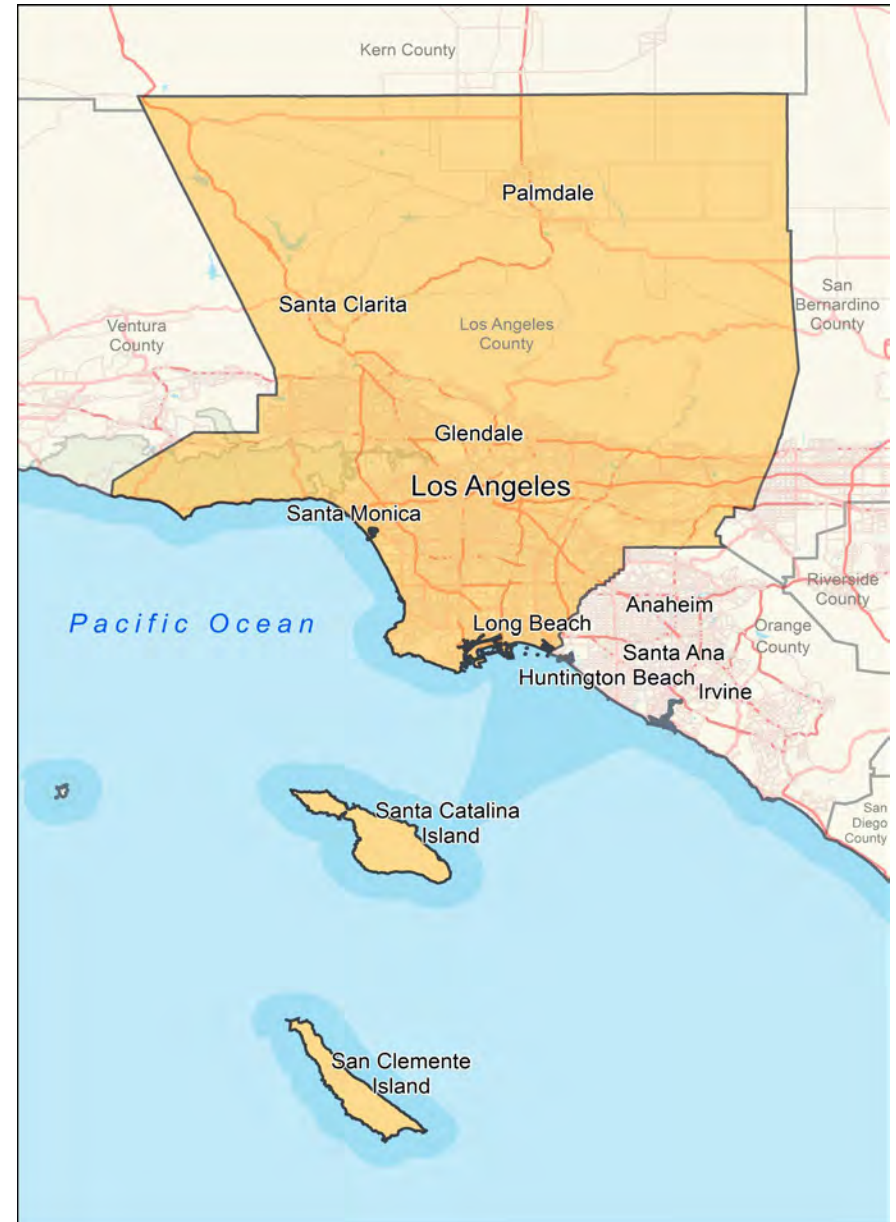 Kern County
Palmdale
San
Bernardino
County
Santa Clarita
Ventura
County
Los Angeles
County
Glendale
Los Angeles
Santa Monica
Riverside
County
Anaheim
Orange
County
Pacific Ocean
Long Beach
Santa Ana
Huntington Beach
Irvine
Santa Catalina
Island
San
Diego
County
San Clemente
Island